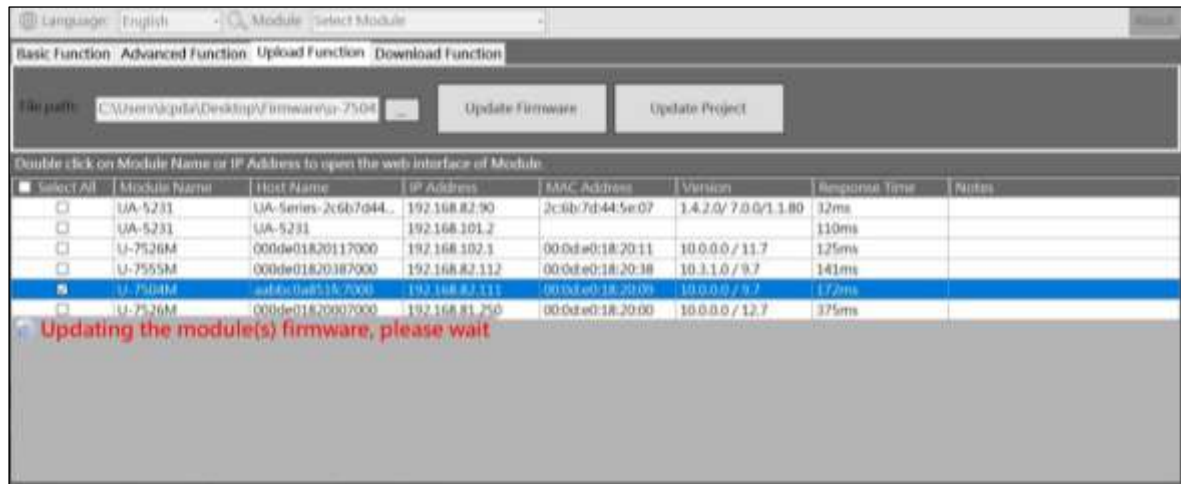 Language: English Module Select Module About
Basic Function Advanced Function Upload Function Download Function
File path: C:\Users\icpda\Desktop\Firmware\u-7504 ... Update Firmware Update Project
Double click on Module Name or IP Address to open the web interface of Module.
Select All Module Name Host Name IP Address MAC Address Version Response Time Notes
UA-5231 UA-Series-2c6b7d44... 192.168.82.90 2c:6b:7d:44:5e:07 1.4.2.0/ 7.0.0/1.1.80 32ms
UA-5231 UA-5231 192.168.101.2 110ms
U-7526M 000de01820117000 192.168.102.1 00:0d:e0:18:20:11 10.0.0.0 / 11.7 125ms
U-7555M 000de01820387000 192.168.82.112 00:0d:e0:18:20:38 10.3.1.0 / 9.7 141ms
U-7504M 192.168.82.111 00:0d:e0:18:20:09 10.0.0.0 / 9.7 172ms
U-7526M 000de01820007000 192.168.81.250 00:0d:e0:18:20:00 10.0.0.0 / 12.7 375ms
Updating the module(s) firmware, please wait